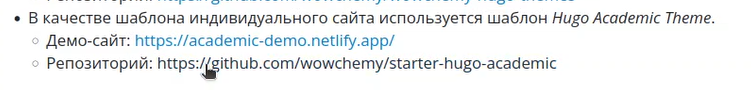 • В качестве шаблона индивидуального сайта используется шаблон Hugo Academic Theme.
◦ Демо-сайт: https://academic-demo.netlify.app/
◦ Репозиторий: https://github.com/wowchemy/starter-hugo-academic